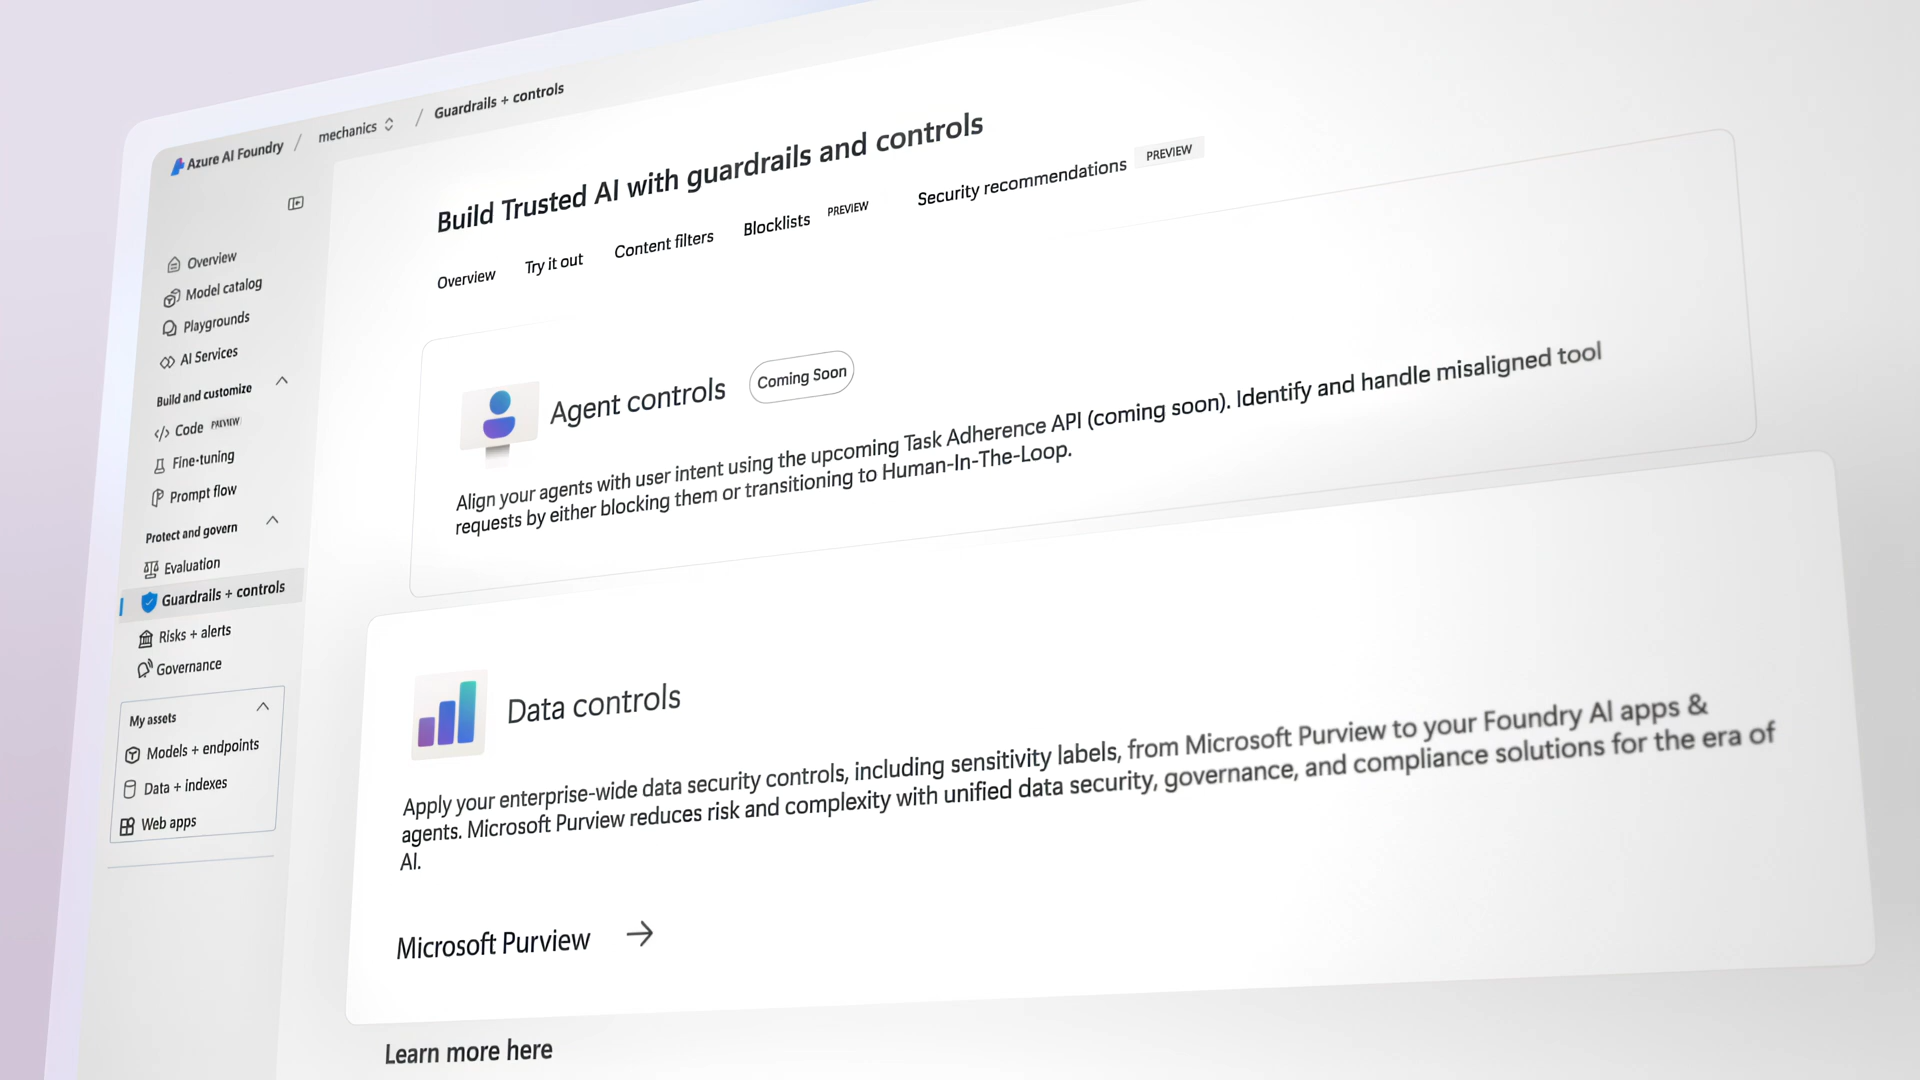 Azure AI Foundry / mechanics / Guardrails + controls
Overview
Model catalog
Playgrounds
AI Services
Build and customize
Code PREVIEW
Fine-tuning
Prompt flow
Protect and govern
Evaluation
Guardrails + controls
Risks + alerts
Governance
My assets
Models + endpoints
Data + indexes
Web apps
Build Trusted AI with guardrails and controls
Overview Try it out Content filters Blocklists PREVIEW Security recommendations PREVIEW
Agent controls Coming Soon
Align your agents with user intent using the upcoming Task Adherence API (coming soon). Identify and handle misaligned tool
requests by either blocking them or transitioning to Human-In-The-Loop.
Data controls
Apply your enterprise-wide data security controls, including sensitivity labels, from Microsoft Purview to your Foundry AI apps &
agents. Microsoft Purview reduces risk and complexity with unified data security, governance, and compliance solutions for the era of
AI.
Microsoft Purview
Learn more here